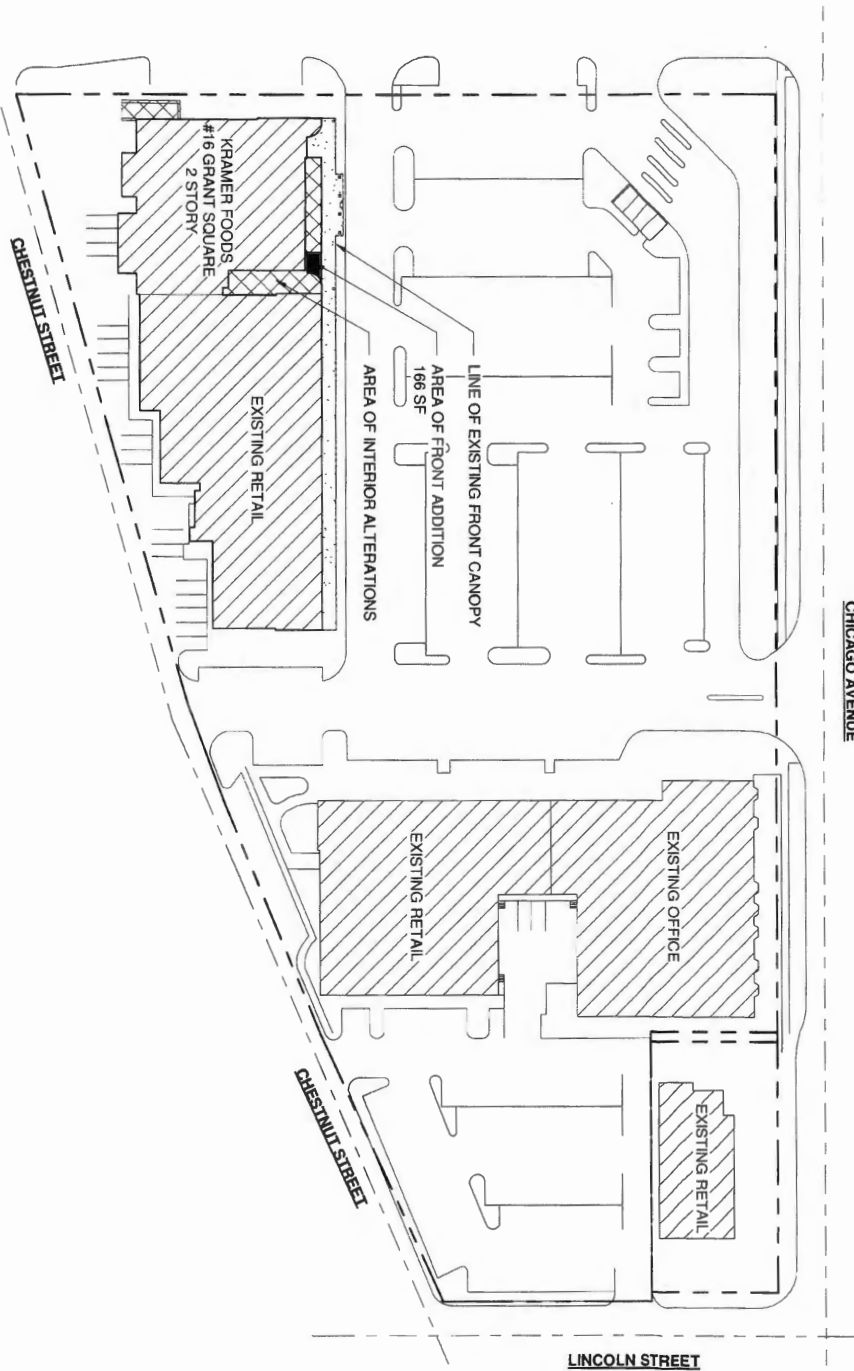 CHICAGO AVENUE
KRAMER FOODS
#16 GRANT SQUARE
2 STORY
EXISTING RETAIL
LINE OF EXISTING FRONT CANOPY
AREA OF FRONT ADDITION
166 SF
AREA OF INTERIOR ALTERATIONS
CHESTNUT STREET
EXISTING OFFICE
EXISTING RETAIL
EXISTING RETAIL
CHESTNUT STREET
LINCOLN STREET